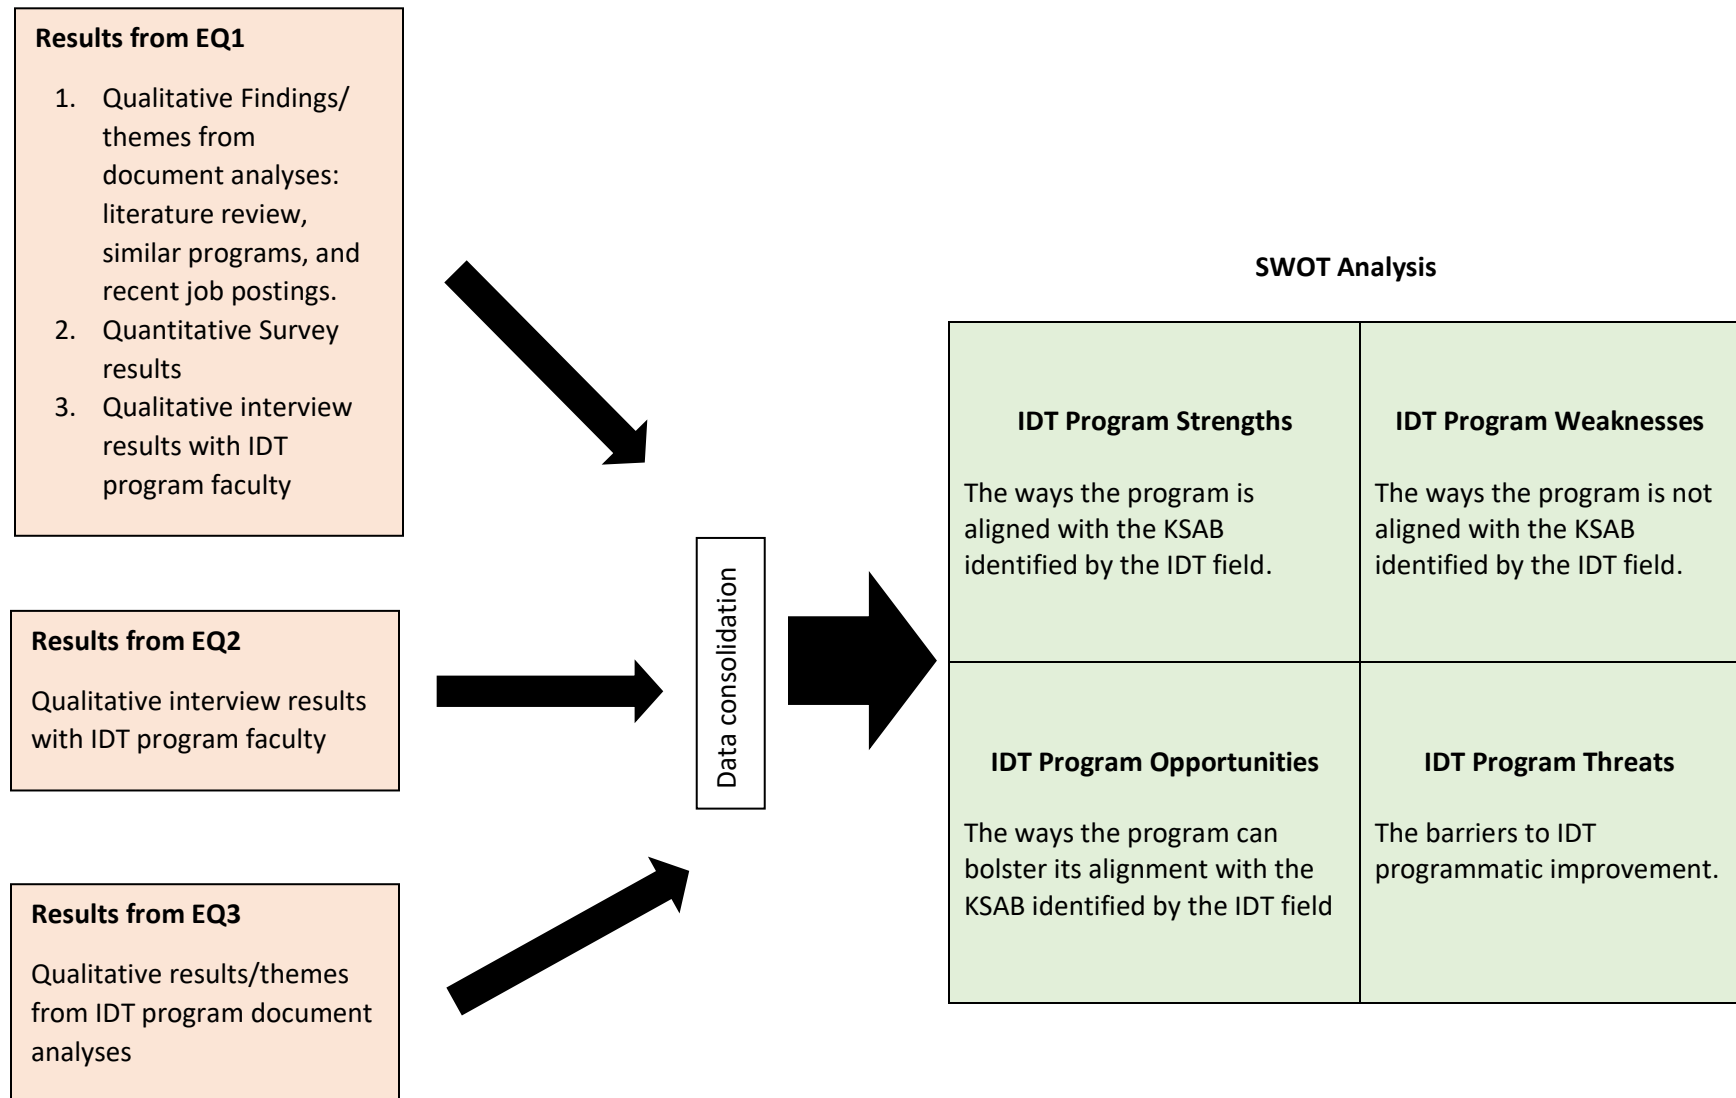 Results from EQ1
1. Qualitative Findings/
themes from
document analyses:
literature review,
similar programs, and
recent job postings.
2. Quantitative Survey
results
3. Qualitative interview
results with IDT
program faculty
Results from EQ2
Qualitative interview results
with IDT program faculty
Results from EQ3
Qualitative results/themes
from IDT program document
analyses
Data consolidation
SWOT Analysis
IDT Program Strengths
The ways the program is
aligned with the KSAB
identified by the IDT field.
IDT Program Weaknesses
The ways the program is not
aligned with the KSAB
identified by the IDT field.
IDT Program Opportunities
The ways the program can
bolster its alignment with the
KSAB identified by the IDT field
IDT Program Threats
The barriers to IDT
programmatic improvement.